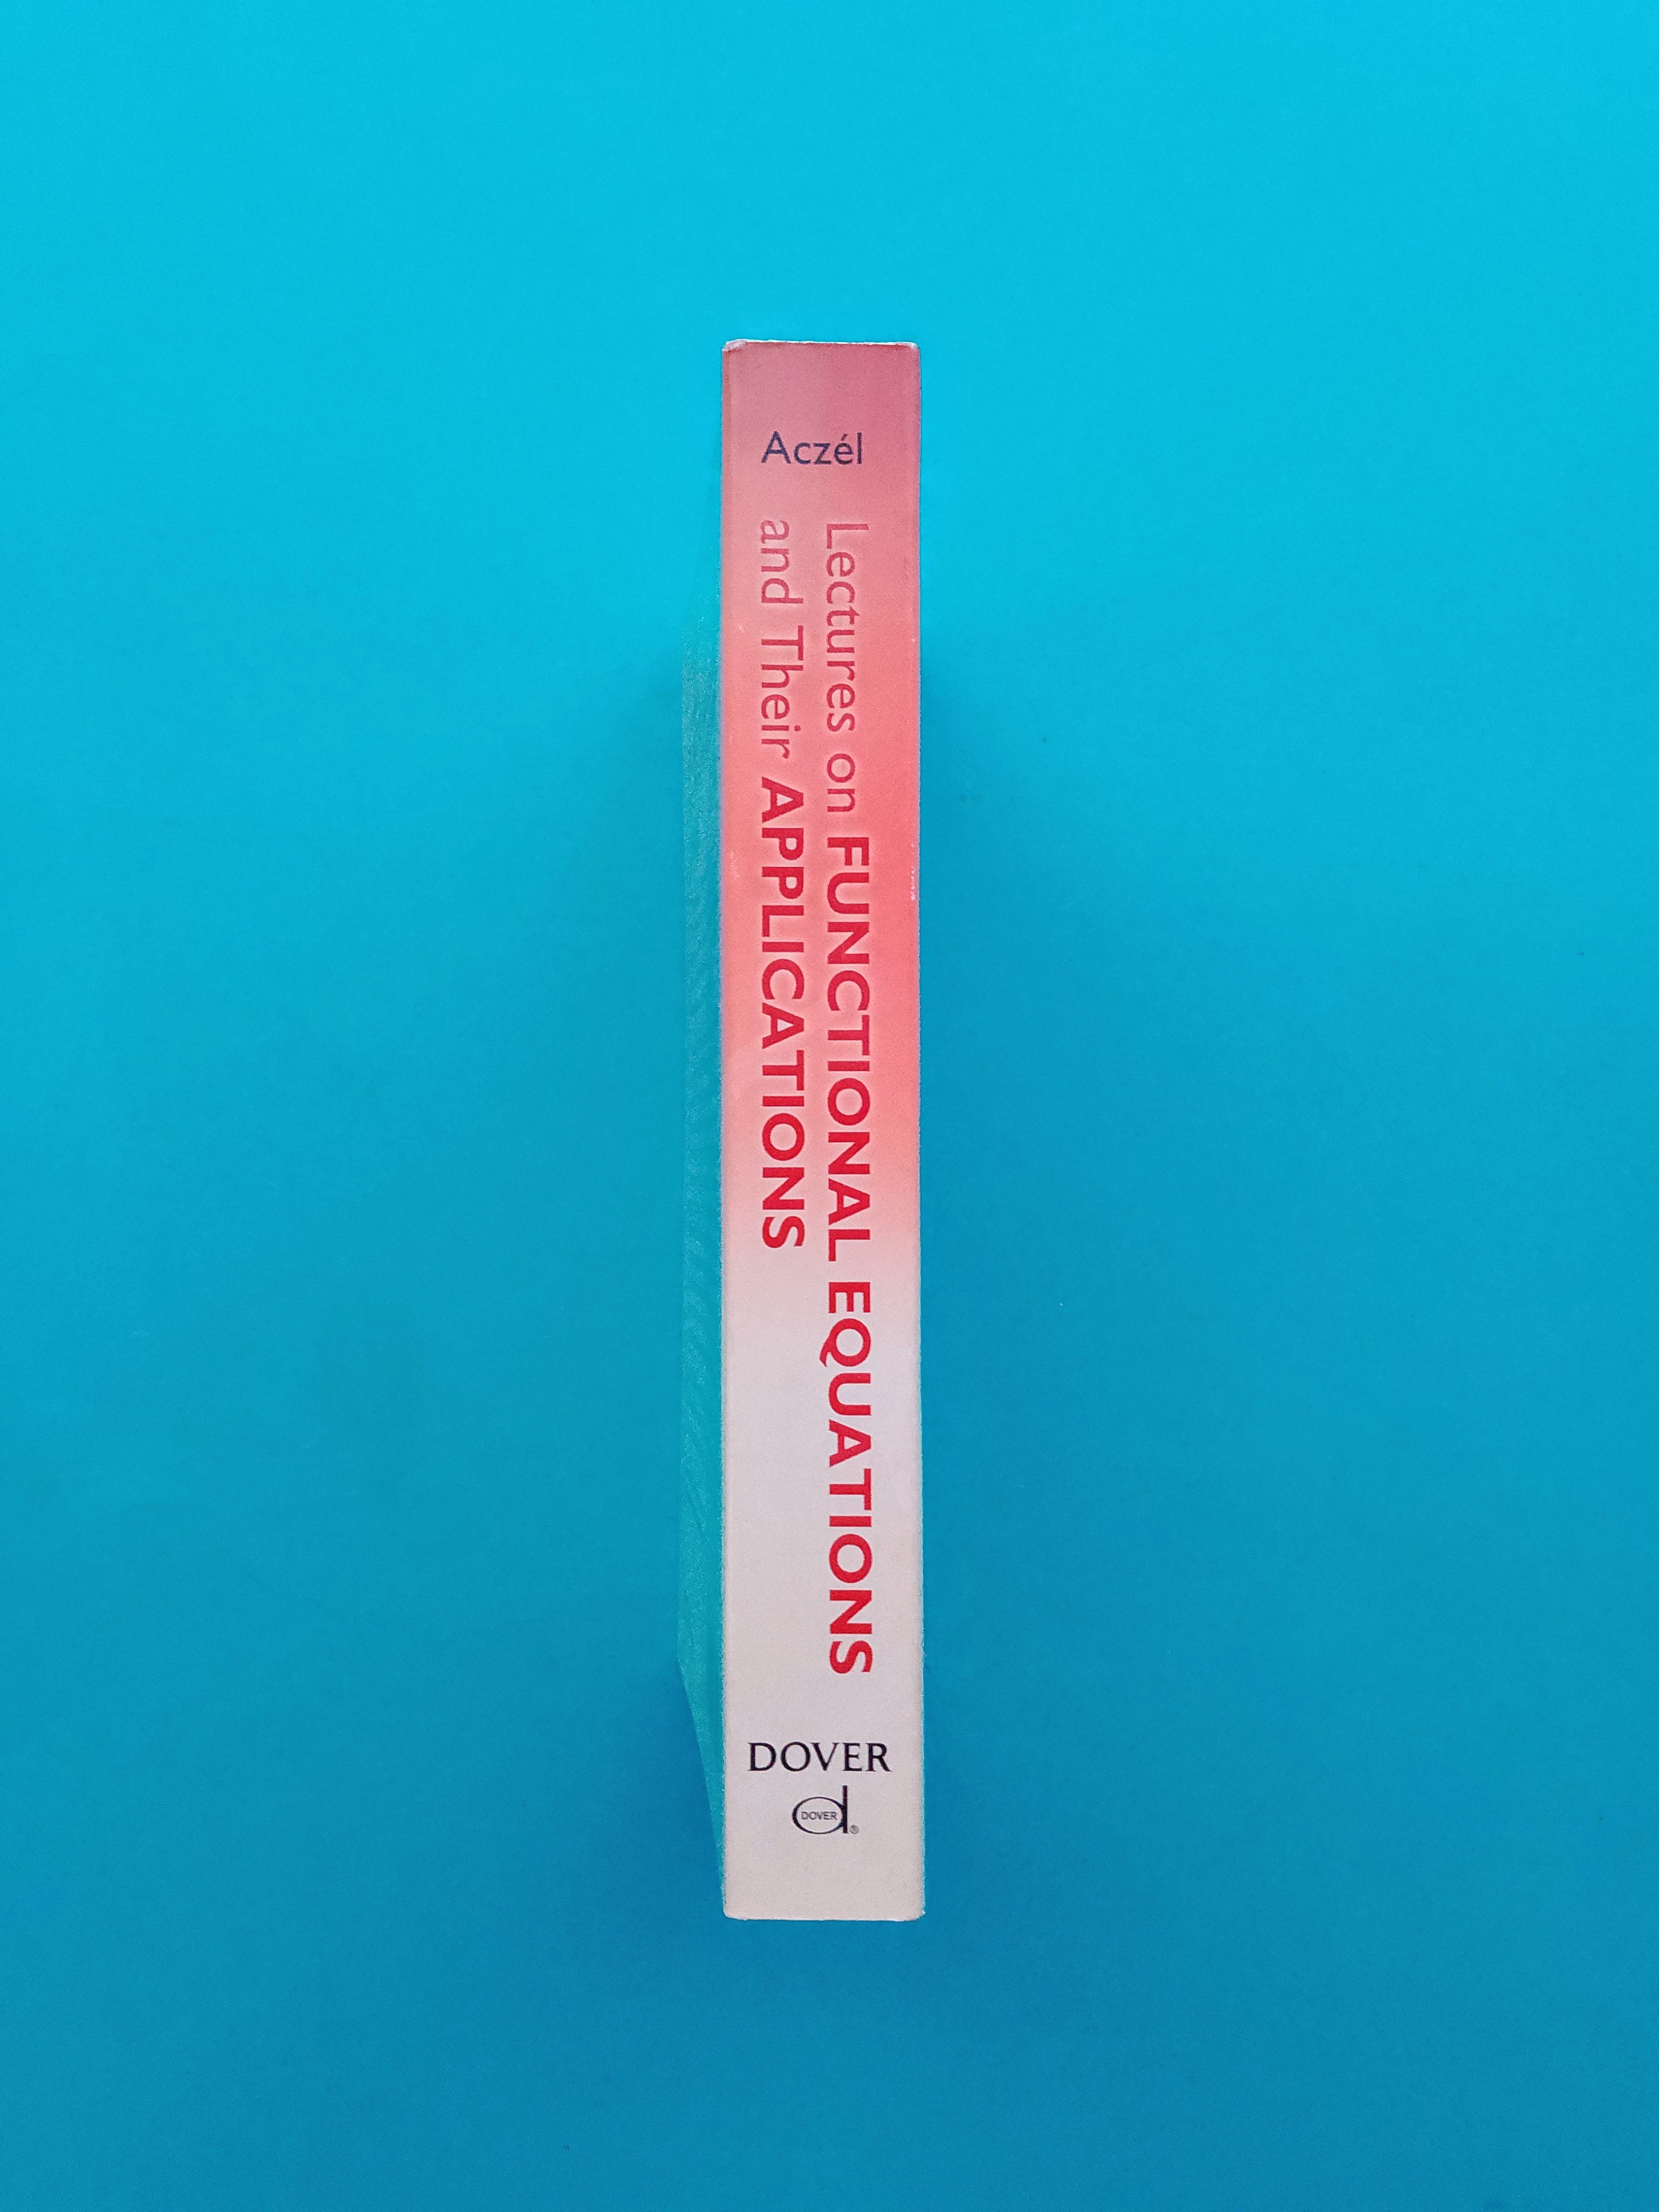 Aczél
Lectures on FUNCTIONAL EQUATIONS
and Their APPLICATIONS
DOVER
DOVER
®